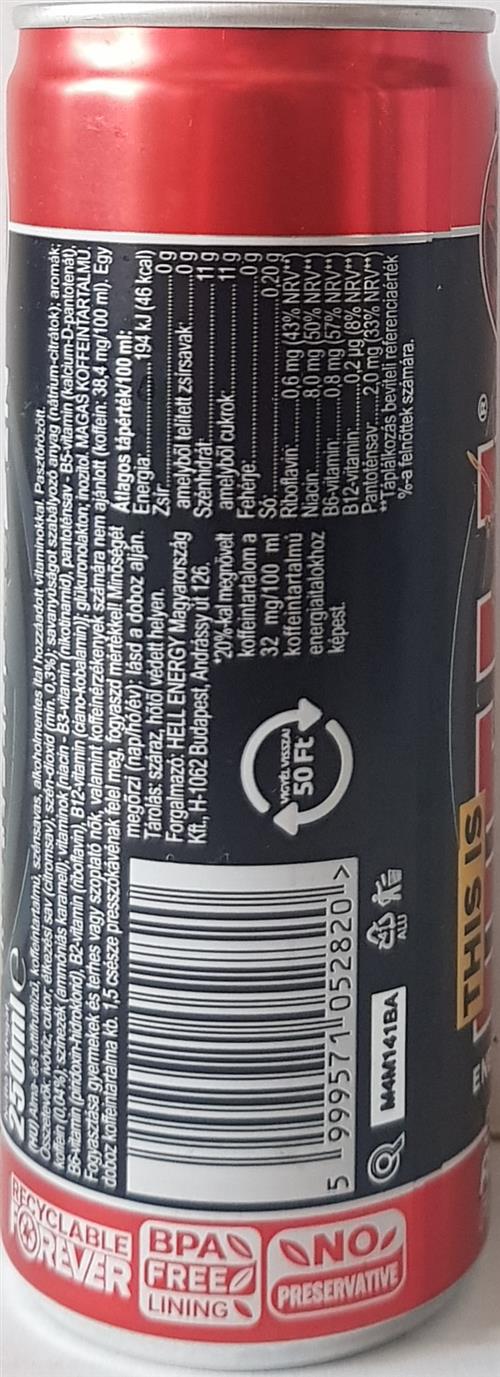 250ml e
(HU) Alma- és tuttifruttiízű, koffeintartalmú, szénsavas, alkoholmentes ital hozzáadott vitaminokkal. Pasztőrözött.
Összetevők: ivóvíz; cukor; étkezési sav (citromsav); szén-dioxid (min. 0,3%); savanyúságot szabályozó anyag (nátrium-citrátok); aromák;
koffein (0,04%); színezék (ammóniás karamell); vitaminok [niacin - B3-vitamin (nikotinamid), pantoténsav - B5-vitamin (kalcium-D-pantotenát),
B6-vitamin (piridoxin-hidroklorid), B2-vitamin (riboflavin), B12-vitamin (ciano-kobalamin)]; glükuronolakton; inozitol. MAGAS KOFFEINTARTALMÚ.
Fogyasztása gyermekek és terhes vagy szoptató nők, valamint koffeinérzékenyek számára nem ajánlott (koffein: 38,4 mg/100 ml). Egy
doboz koffeintartalma kb. 1,5 csésze presszókávénak felel meg, fogyaszd mértékkel! Minőségét
megőrzi (nap/hó/év): lásd a doboz alján.
Tárolás: száraz, hőtől védett helyen.
Forgalmazó: HELL ENERGY Magyarország
Kft., H-1062 Budapest, Andrássy út 126.
*20%-kal megnövelt
koffeintartalom a
32 mg/100 ml
koffeintartalmú
energiaitalokhoz
képest.
Átlagos tápérték/100 ml:
Energia: 194 kJ (46 kcal)
Zsír: 0 g
amelyből telített zsírsavak: 0 g
Szénhidrát: 11 g
amelyből cukrok: 11 g
Fehérje: 0 g
Só: 0,20 g
Riboflavin: 0,6 mg (43% NRV**)
Niacin: 8,0 mg (50% NRV**)
B6-vitamin: 0,8 mg (57% NRV**)
B12-vitamin: 0,2 µg (8% NRV**)
Pantoténsav: 2,0 mg (33% NRV**)
**Táplálkozás beviteli referenciaérték
%-a felnőttek számára.
VIGYÉL VISSZA!
50 Ft
5 999571 052820 >
M4M141BA
ALU
THIS IS
®
RECYCLABLE
FOREVER
BPA
FREE
LINING
NO
PRESERVATIVE